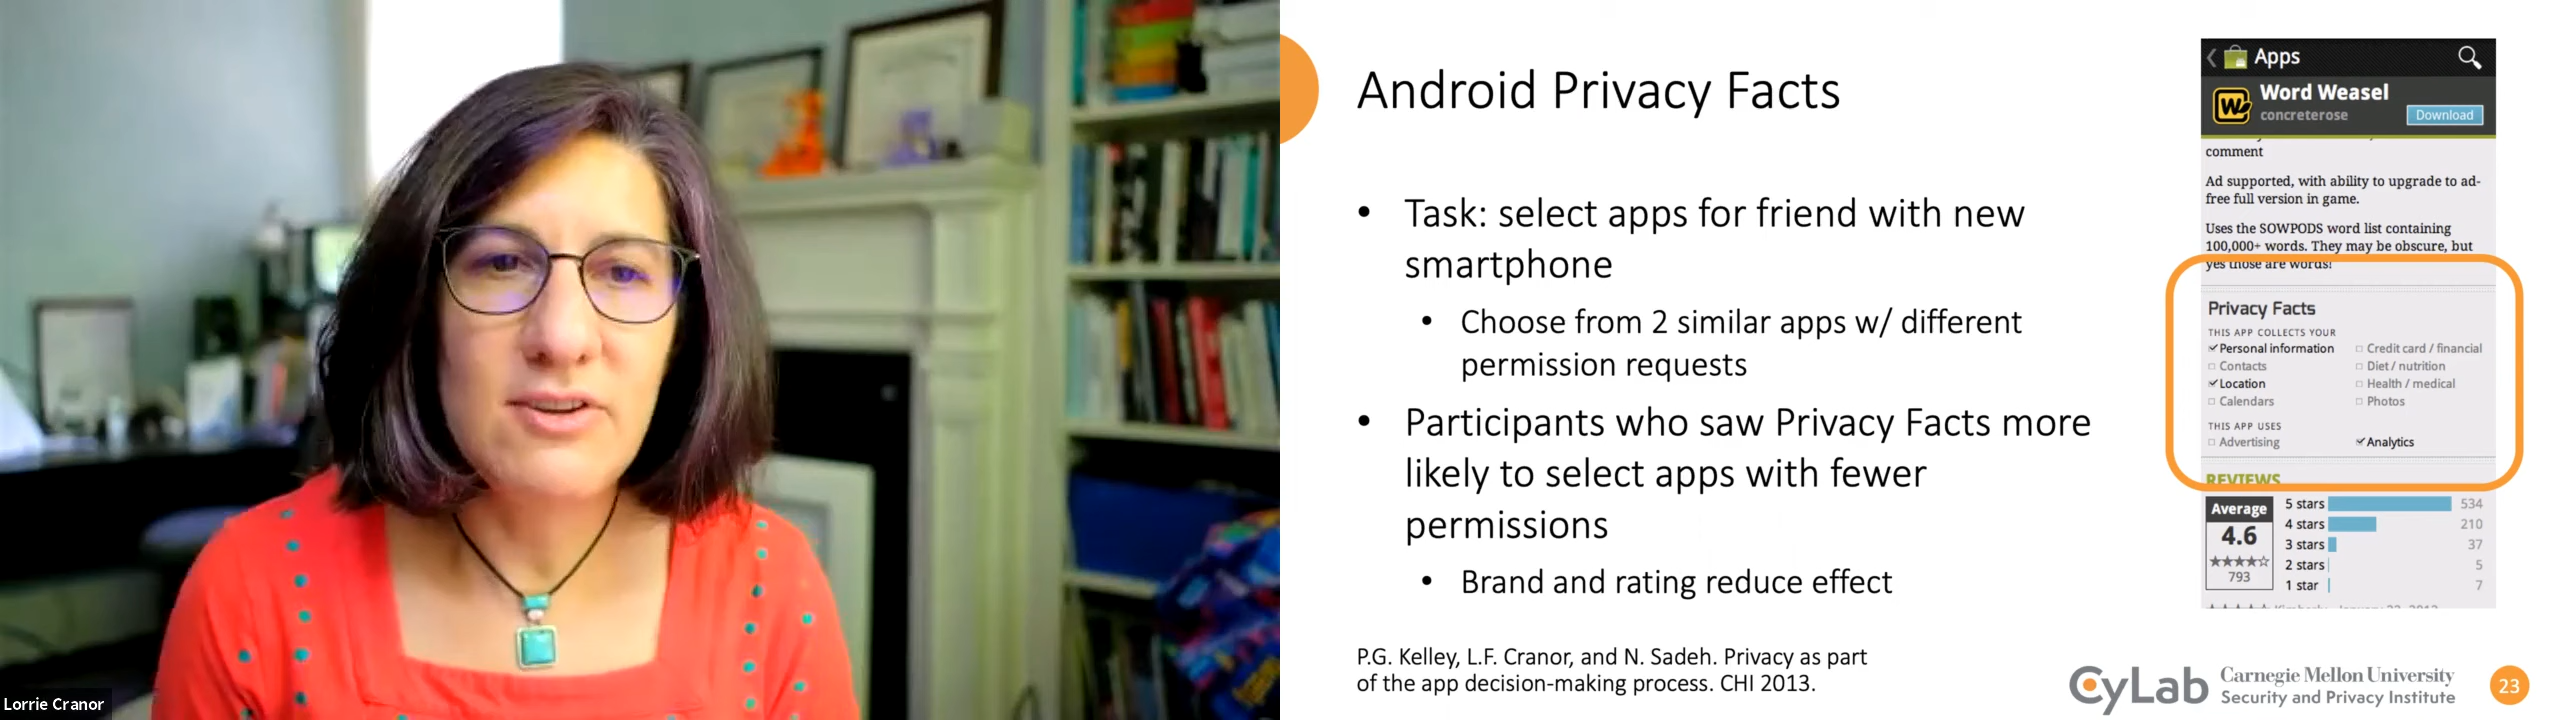 Lorrie Cranor
Android Privacy Facts
• Task: select apps for friend with new
smartphone
• Choose from 2 similar apps w/ different
permission requests
• Participants who saw Privacy Facts more
likely to select apps with fewer
permissions
• Brand and rating reduce effect
P.G. Kelley, L.F. Cranor, and N. Sadeh. Privacy as part
of the app decision-making process. CHI 2013.
Apps
Word Weasel
concreterose
Download
comment
Ad supported, with ability to upgrade to ad-
free full version in game.
Uses the SOWPODS word list containing
100,000+ words. They may be obscure, but
yes those are words!
Privacy Facts
THIS APP COLLECTS YOUR
Personal information
Credit card / financial
Contacts
Diet / nutrition
Location
Health / medical
Calendars
Photos
THIS APP USES
Advertising
Analytics
REVIEWS
Average
4.6
793
5 stars 534
4 stars 210
3 stars 37
2 stars 5
1 star 7
CyLab
Carnegie Mellon University
Security and Privacy Institute
23